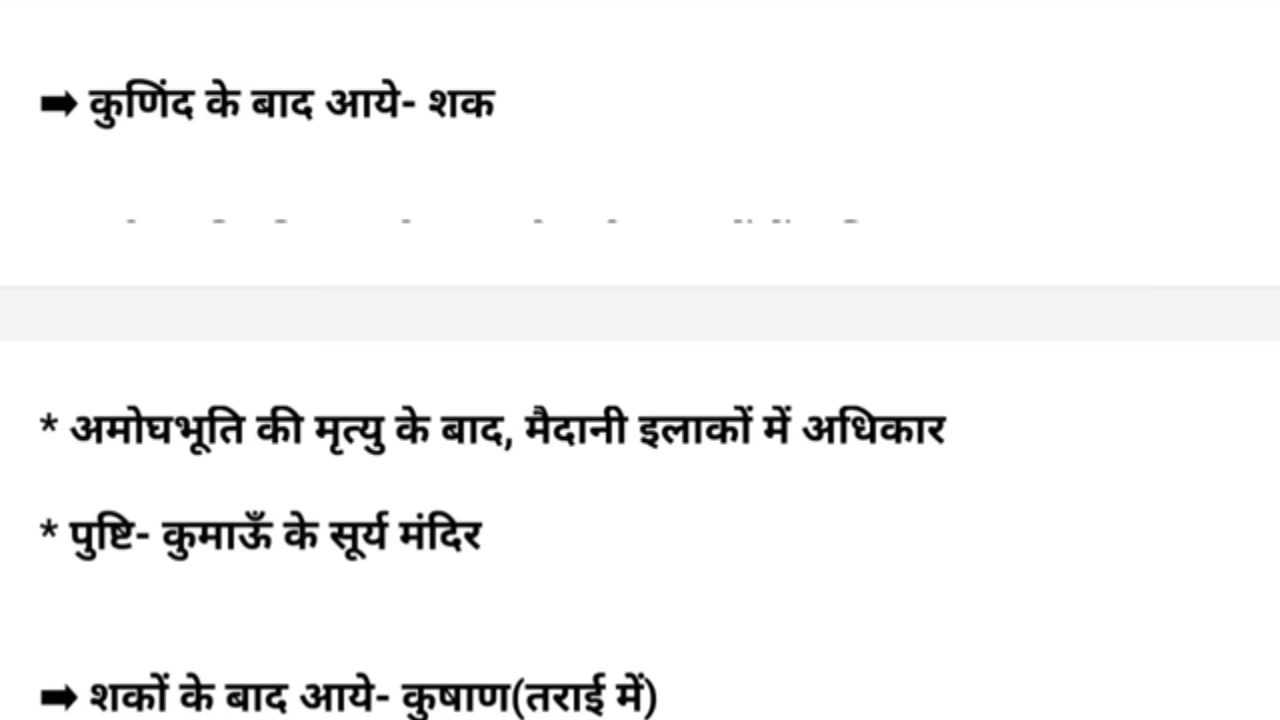 ➡ कुणिंद के बाद आये- शक
* अमोघभूति की मृत्यु के बाद, मैदानी इलाकों में अधिकार
* पुष्टि- कुमाऊँ के सूर्य मंदिर
➡ शकों के बाद आये- कुषाण(तराई में)